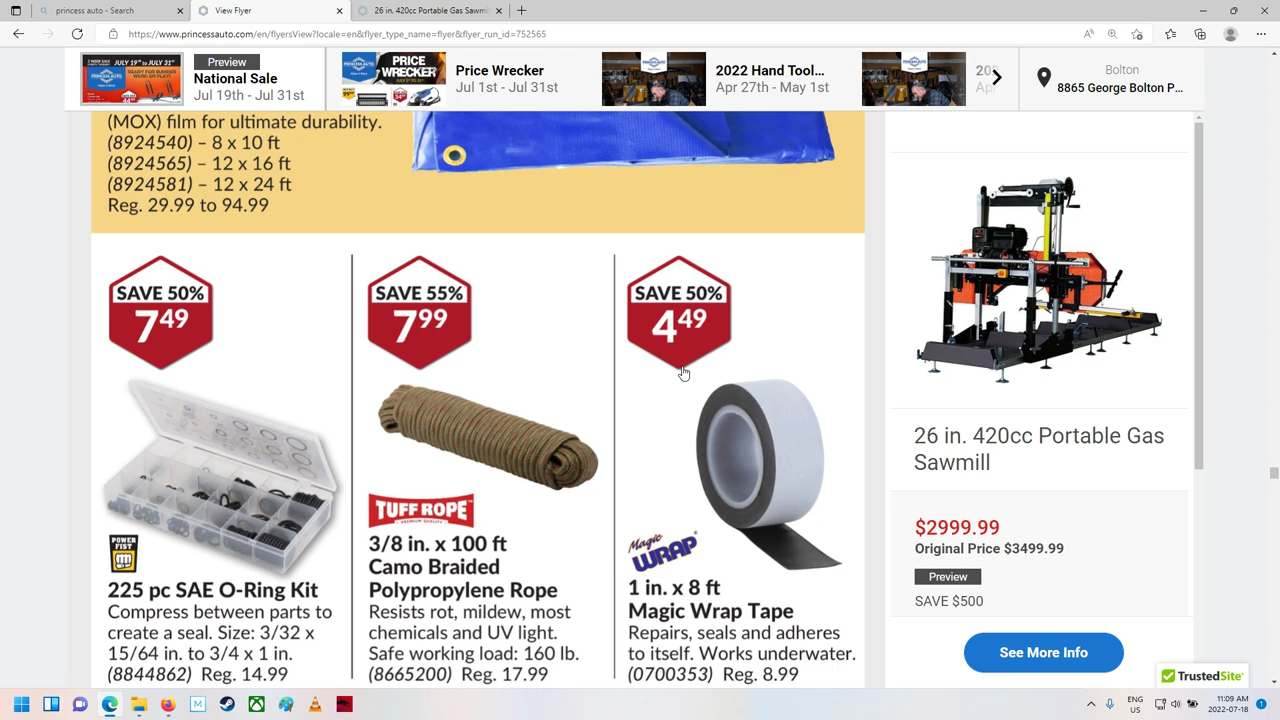 princess auto - Search
View Flyer
26 in. 420cc Portable Gas Sawmi
https://www.princessauto.com/en/flyersView?locale=en&flyer_type_name=flyer&flyer_run_id=752565
Preview
National Sale
Jul 19th - Jul 31st
PRICE WRECKER
Price Wrecker
Jul 1st - Jul 31st
2022 Hand Tool...
Apr 27th - May 1st
20
Ap
Bolton
8865 George Bolton P...
(MOX) film for ultimate durability.
(8924540) – 8 x 10 ft
(8924565) – 12 x 16 ft
(8924581) – 12 x 24 ft
Reg. 29.99 to 94.99
SAVE 50%
7 49
POWER FIST
225 pc SAE O-Ring Kit
Compress between parts to
create a seal. Size: 3/32 x
15/64 in. to 3/4 x 1 in.
(8844862) Reg. 14.99
SAVE 55%
7 99
TUFF ROPE
PREMIUM QUALITY
3/8 in. x 100 ft
Camo Braided
Polypropylene Rope
Resists rot, mildew, most
chemicals and UV light.
Safe working load: 160 lb.
(8665200) Reg. 17.99
SAVE 50%
4 49
Magic
WRAP
1 in. x 8 ft
Magic Wrap Tape
Repairs, seals and adheres
to itself. Works underwater.
(0700353) Reg. 8.99
26 in. 420cc Portable Gas
Sawmill
$2999.99
Original Price $3499.99
Preview
SAVE $500
See More Info
TrustedSite
ENG
US
11:09 AM
2022-07-18